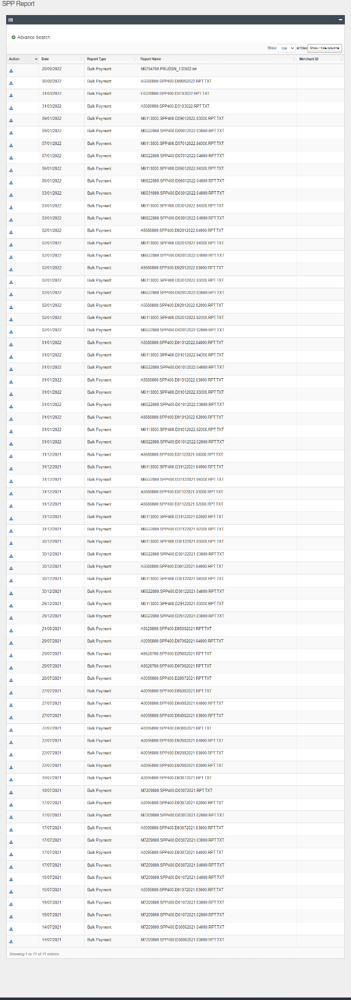 SPP Report
Advance Search
Show 100 entries Show / hide columns
Action Date Report Type Report Name Merchant ID
28/09/2022 Bulk Payment M6794700.PRUBSN_130922.txt
08/08/2022 Bulk Payment A5680800.SPP400.D08082022.RPT.TXT
31/03/2022 Bulk Payment E6320800.SPP400.D3103022.RPT.TXT
31/03/2022 Bulk Payment A5680800.SPP400.D3103022.RPT.TXT
09/01/2022 Bulk Payment M6113800.SPP400.D09012022.03000.RPT.TXT
09/01/2022 Bulk Payment M6522800.SPP400.D09012022.03000.RPT.TXT
07/01/2022 Bulk Payment M6113800.SPP400.D07012022.04000.RPT.TXT
07/01/2022 Bulk Payment M6522800.SPP400.D07012022.04000.RPT.TXT
06/01/2022 Bulk Payment M6113800.SPP400.D06012022.04000.RPT.TXT
06/01/2022 Bulk Payment M6522800.SPP400.D06012022.04000.RPT.TXT
03/01/2022 Bulk Payment M6031800.SPP400.D03012022.04000.RPT.TXT
03/01/2022 Bulk Payment M6113800.SPP400.D03012022.04000.RPT.TXT
03/01/2022 Bulk Payment M6522800.SPP400.D03012022.04000.RPT.TXT
02/01/2022 Bulk Payment A5680800.SPP400.D02012022.04000.RPT.TXT
02/01/2022 Bulk Payment M6113800.SPP400.D02012022.04000.RPT.TXT
02/01/2022 Bulk Payment M6522800.SPP400.D02012022.04000.RPT.TXT
02/01/2022 Bulk Payment A5680800.SPP400.D02012022.03000.RPT.TXT
02/01/2022 Bulk Payment M6113800.SPP400.D02012022.03000.RPT.TXT
02/01/2022 Bulk Payment M6522800.SPP400.D02012022.03000.RPT.TXT
02/01/2022 Bulk Payment A5680800.SPP400.D02012022.02000.RPT.TXT
02/01/2022 Bulk Payment M6113800.SPP400.D02012022.02000.RPT.TXT
02/01/2022 Bulk Payment M6522800.SPP400.D02012022.02000.RPT.TXT
01/01/2022 Bulk Payment A5680800.SPP400.D01012022.04000.RPT.TXT
01/01/2022 Bulk Payment M6113800.SPP400.D01012022.04000.RPT.TXT
01/01/2022 Bulk Payment M6522800.SPP400.D01012022.04000.RPT.TXT
01/01/2022 Bulk Payment A5680800.SPP400.D01012022.03000.RPT.TXT
01/01/2022 Bulk Payment M6113800.SPP400.D01012022.03000.RPT.TXT
01/01/2022 Bulk Payment M6522800.SPP400.D01012022.03000.RPT.TXT
01/01/2022 Bulk Payment A5680800.SPP400.D01012022.02000.RPT.TXT
01/01/2022 Bulk Payment M6113800.SPP400.D01012022.02000.RPT.TXT
01/01/2022 Bulk Payment M6522800.SPP400.D01012022.02000.RPT.TXT
31/12/2021 Bulk Payment A5680800.SPP400.D31122021.04000.RPT.TXT
31/12/2021 Bulk Payment M6113800.SPP400.D31122021.04000.RPT.TXT
31/12/2021 Bulk Payment M6522800.SPP400.D31122021.04000.RPT.TXT
31/12/2021 Bulk Payment A5680800.SPP400.D31122021.03000.RPT.TXT
31/12/2021 Bulk Payment A5680800.SPP400.D31122021.02000.RPT.TXT
31/12/2021 Bulk Payment M6113800.SPP400.D31122021.02000.RPT.TXT
31/12/2021 Bulk Payment M6522800.SPP400.D31122021.02000.RPT.TXT
30/12/2021 Bulk Payment M6113800.SPP400.D30122021.03000.RPT.TXT
30/12/2021 Bulk Payment M6522800.SPP400.D30122021.03000.RPT.TXT
30/12/2021 Bulk Payment A5680800.SPP400.D30122021.04000.RPT.TXT
30/12/2021 Bulk Payment M6113800.SPP400.D30122021.04000.RPT.TXT
30/12/2021 Bulk Payment M6522800.SPP400.D30122021.04000.RPT.TXT
29/12/2021 Bulk Payment M6113800.SPP400.D29122021.03000.RPT.TXT
29/12/2021 Bulk Payment M6522800.SPP400.D29122021.03000.RPT.TXT
21/08/2021 Bulk Payment A5629800.SPP400.D05092021.RPT.TXT
29/07/2021 Bulk Payment A0095800.SPP400.D07082021.04000.RPT.TXT
29/07/2021 Bulk Payment A5628700.SPP400.D29082021.RPT.TXT
29/07/2021 Bulk Payment A5628700.SPP400.D07082021.RPT.TXT
28/07/2021 Bulk Payment A0095800.SPP400.D28072021.RPT.TXT
27/07/2021 Bulk Payment A0095800.SPP400.D05082021.RPT.TXT
27/07/2021 Bulk Payment A0095800.SPP400.D04082021.04000.RPT.TXT
27/07/2021 Bulk Payment A0095800.SPP400.D04082021.03000.RPT.TXT
22/07/2021 Bulk Payment A0095800.SPP400.D03082021.RPT.TXT
22/07/2021 Bulk Payment A0095800.SPP400.D02082021.04000.RPT.TXT
22/07/2021 Bulk Payment A0095800.SPP400.D02082021.03000.RPT.TXT
22/07/2021 Bulk Payment A0095800.SPP400.D02082021.02000.RPT.TXT
18/07/2021 Bulk Payment A0095800.SPP400.D03072021.RPT.TXT
18/07/2021 Bulk Payment M7209800.SPP400.D03072021.RPT.TXT
17/07/2021 Bulk Payment A0095800.SPP400.D03072021.02000.RPT.TXT
17/07/2021 Bulk Payment M7209800.SPP400.D03072021.02000.RPT.TXT
17/07/2021 Bulk Payment A0095800.SPP400.D03072021.03000.RPT.TXT
17/07/2021 Bulk Payment M7209800.SPP400.D03072021.03000.RPT.TXT
17/07/2021 Bulk Payment A0095800.SPP400.D03072021.04000.RPT.TXT
17/07/2021 Bulk Payment M7209800.SPP400.D03072021.04000.RPT.TXT
15/07/2021 Bulk Payment M7209800.SPP400.D01072021.04000.RPT.TXT
15/07/2021 Bulk Payment A0095800.SPP400.D01072021.03000.RPT.TXT
15/07/2021 Bulk Payment M7209800.SPP400.D01072021.03000.RPT.TXT
15/07/2021 Bulk Payment M7209800.SPP400.D01072021.02000.RPT.TXT
14/07/2021 Bulk Payment M7209800.SPP400.D30062021.04000.RPT.TXT
14/07/2021 Bulk Payment M7209800.SPP400.D30062021.03000.RPT.TXT
Showing 1 to 71 of 71 entries